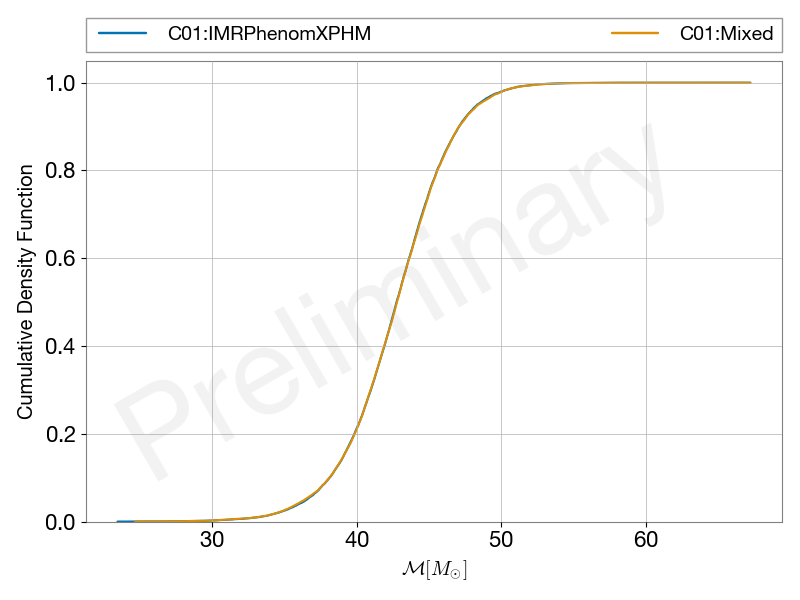 C01:IMRPhenomXPHM C01:Mixed
Cumulative Density Function
1.0
0.8
0.6
0.4
0.2
0.0
30 40 50 60
ℳ[M⊙]
Preliminary